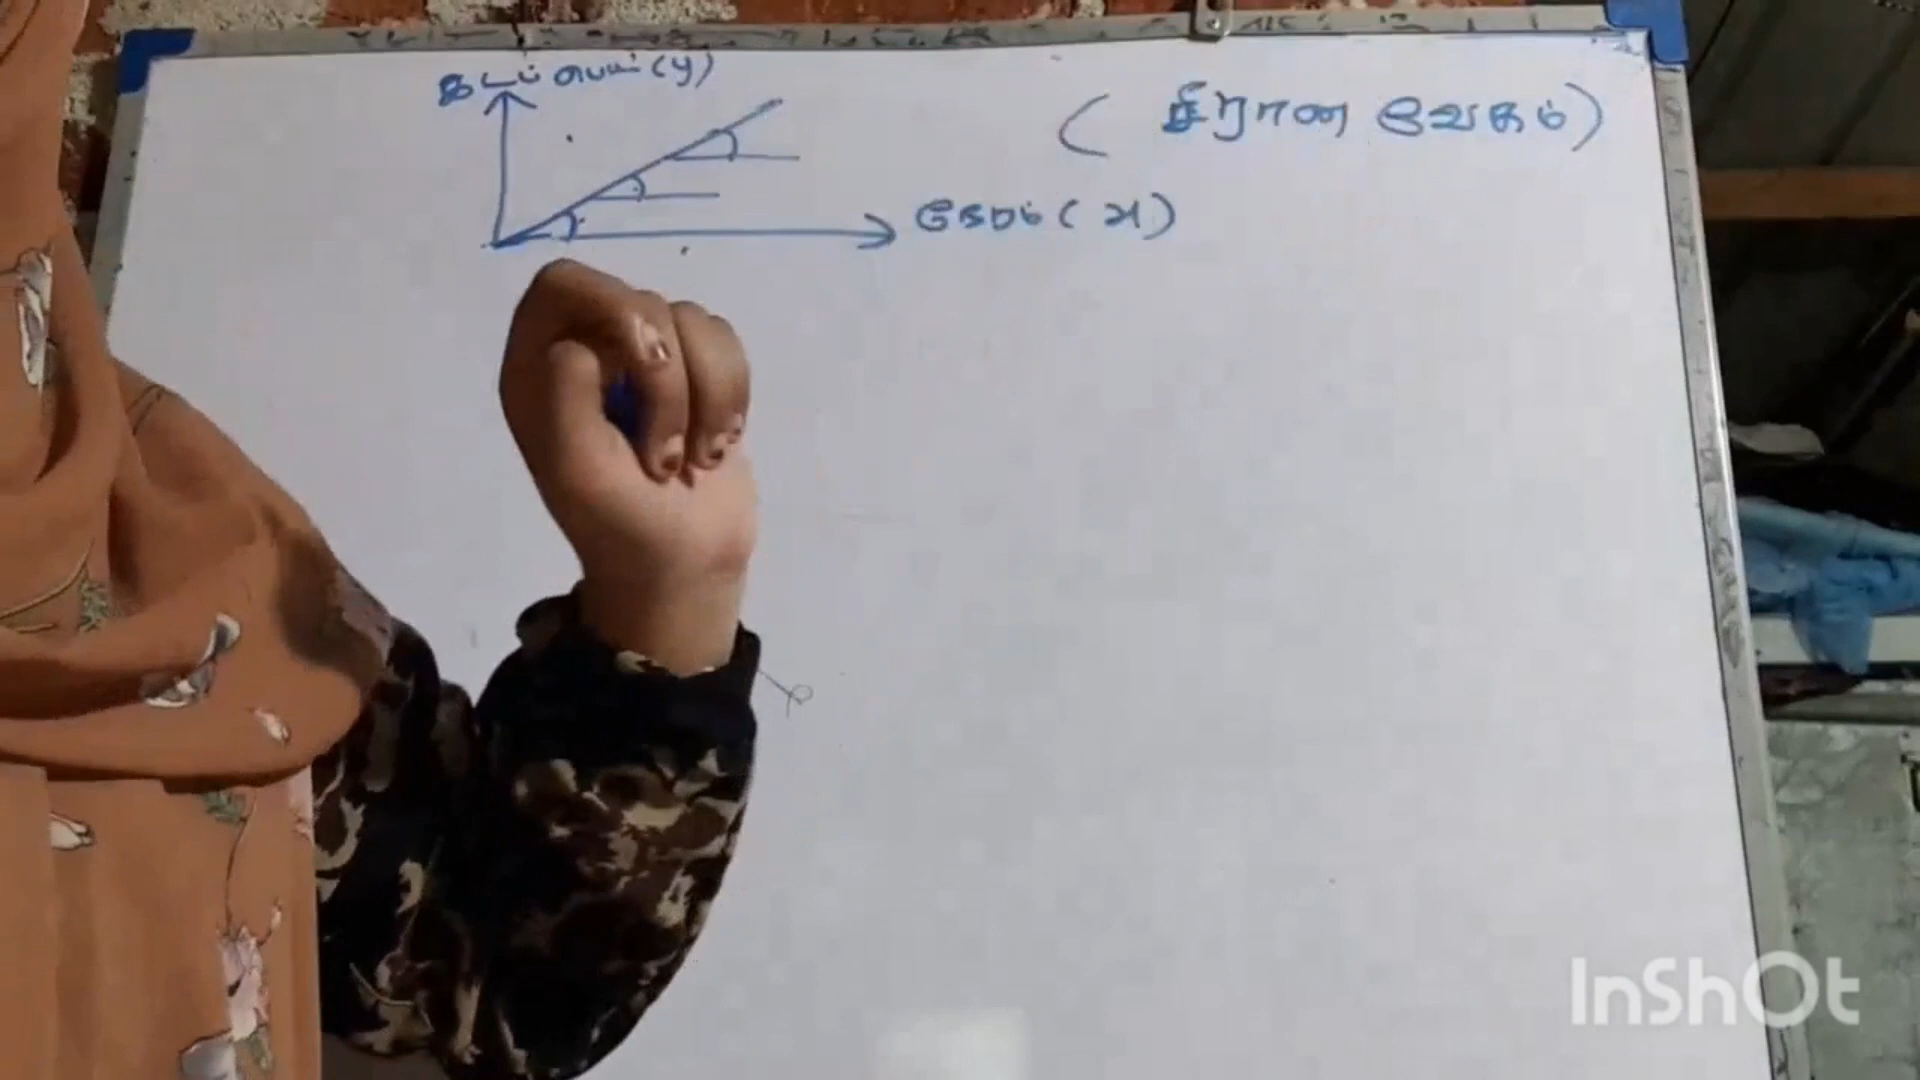 இடப்பெயர் (y)
( சீரான வேகம் )
நேரம் ( x )
InShOt